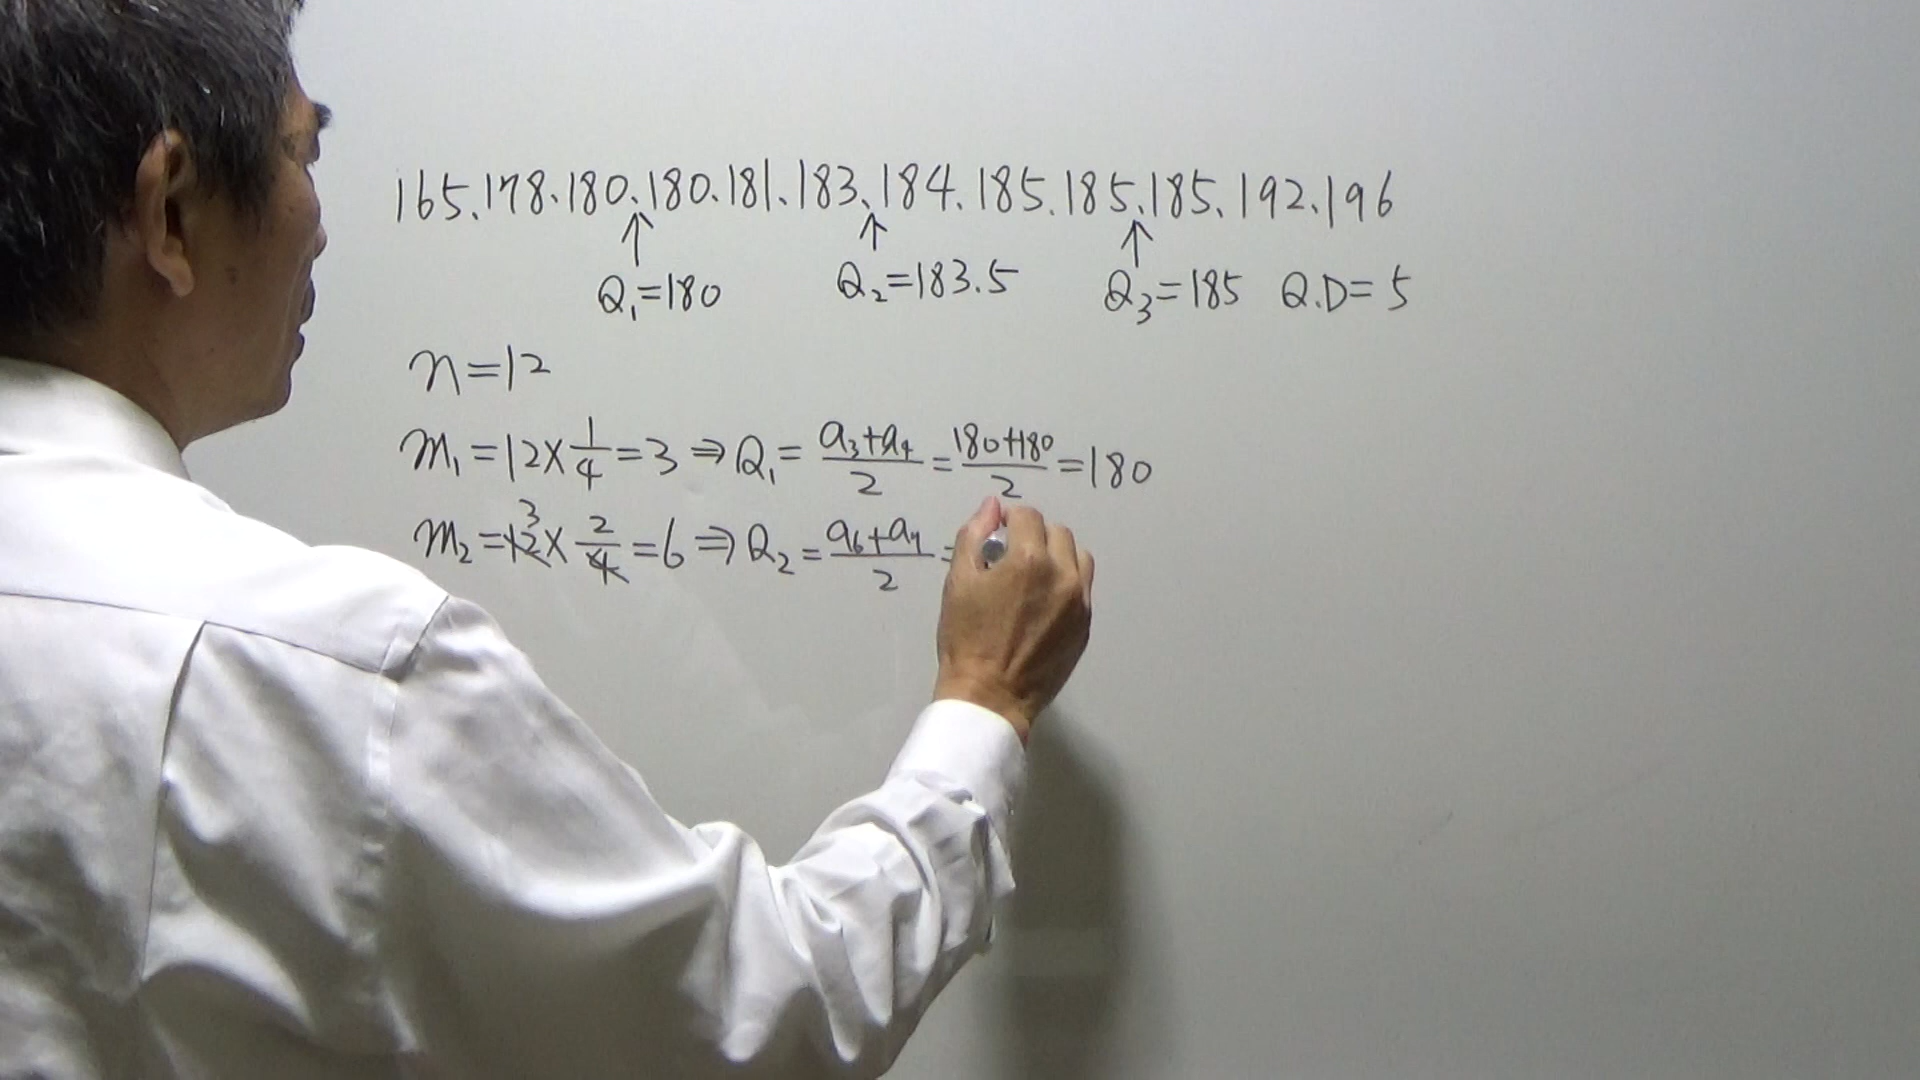 165、178、180、180、181、183、184、185、185、185、192、196
↑ ↑ ↑
Q₁=180 Q₂=183.5 Q₃=185 Q.D=5
n=12
m₁=12×1/4=3⇒Q₁=(a₃+a₄)/2=(180+180)/2=180
m₂=12×2/4=6⇒Q₂=(a₆+a₇)/2=
3